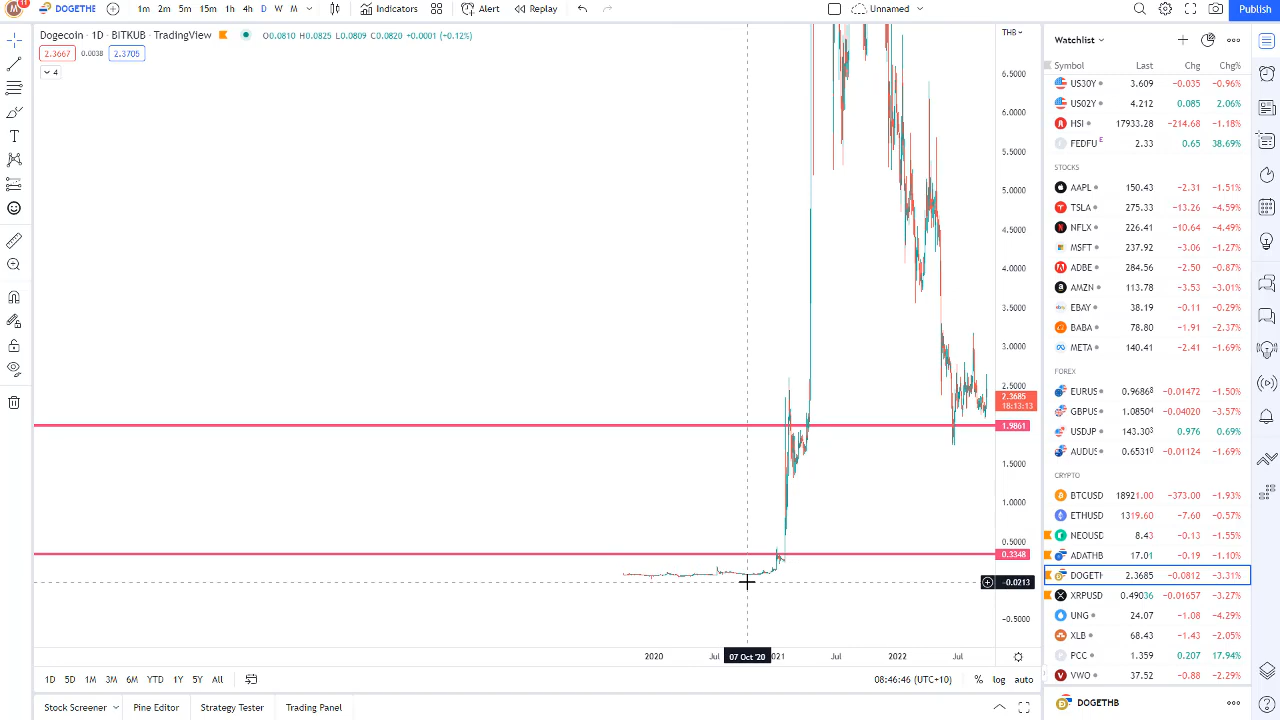 M 11 DOGETHE 1m 2m 5m 15m 1h 4h D W M Indicators Alert Replay Unnamed Publish
Dogecoin · 1D · BITKUB · TradingView O0.0810 H0.0825 L0.0809 C0.0820 +0.0001 (+0.12%)
2.3667 0.0038 2.3705
4
THB
6.5000
6.0000
5.5000
5.0000
4.5000
4.0000
3.5000
3.0000
2.5000
2.3685
18:13:13
1.9861
1.5000
1.0000
0.5000
0.3348
−0.0213
−0.5000
2020 Jul 07 Oct '20 021 Jul 2022 Jul
1D 5D 1M 3M 6M YTD 1Y 5Y All 08:46:46 (UTC+10) % log auto
Stock Screener Pine Editor Strategy Tester Trading Panel
Watchlist
Symbol Last Chg Chg%
US30Y 3.609 −0.035 −0.96%
US02Y 4.212 0.085 2.06%
HSI 17933.28 −214.68 −1.18%
FEDFU E 2.33 0.65 38.69%
STOCKS
AAPL 150.43 −2.31 −1.51%
TSLA 275.33 −13.26 −4.59%
NFLX 226.41 −10.64 −4.49%
MSFT 237.92 −3.06 −1.27%
ADBE 284.56 −2.50 −0.87%
AMZN 113.78 −3.53 −3.01%
EBAY 38.19 −0.11 −0.29%
BABA 78.80 −1.91 −2.37%
META 140.41 −2.41 −1.69%
FOREX
EURUS 0.96868 −0.01472 −1.50%
GBPUS 1.08504 −0.04020 −3.57%
USDJP 143.303 0.976 0.69%
AUDUS 0.65310 −0.01124 −1.69%
CRYPTO
BTCUSD 18921.00 −373.00 −1.93%
ETHUSD 1319.60 −7.60 −0.57%
NEOUSD 8.43 −0.13 −1.55%
ADATHB 17.01 −0.19 −1.10%
DOGETH 2.3685 −0.0812 −3.31%
XRPUSD 0.49036 −0.01657 −3.27%
UNG 24.07 −1.08 −4.29%
XLB 68.43 −1.43 −2.05%
PCC 1.359 0.207 17.94%
VWO 37.52 −0.88 −2.29%
DOGETHB